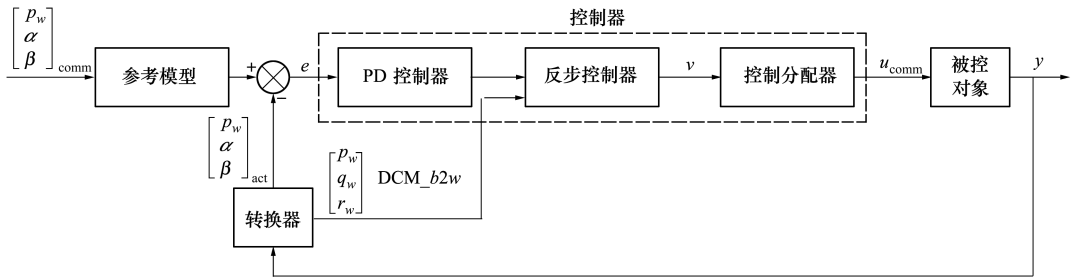 控制器
[p_w α β]comm
参考模型
+
−
e
PD 控制器
反步控制器
v
控制分配器
u_comm
被控
对象
y
[p_w α β]act
[p_w q_w r_w] DCM_b2w
转换器